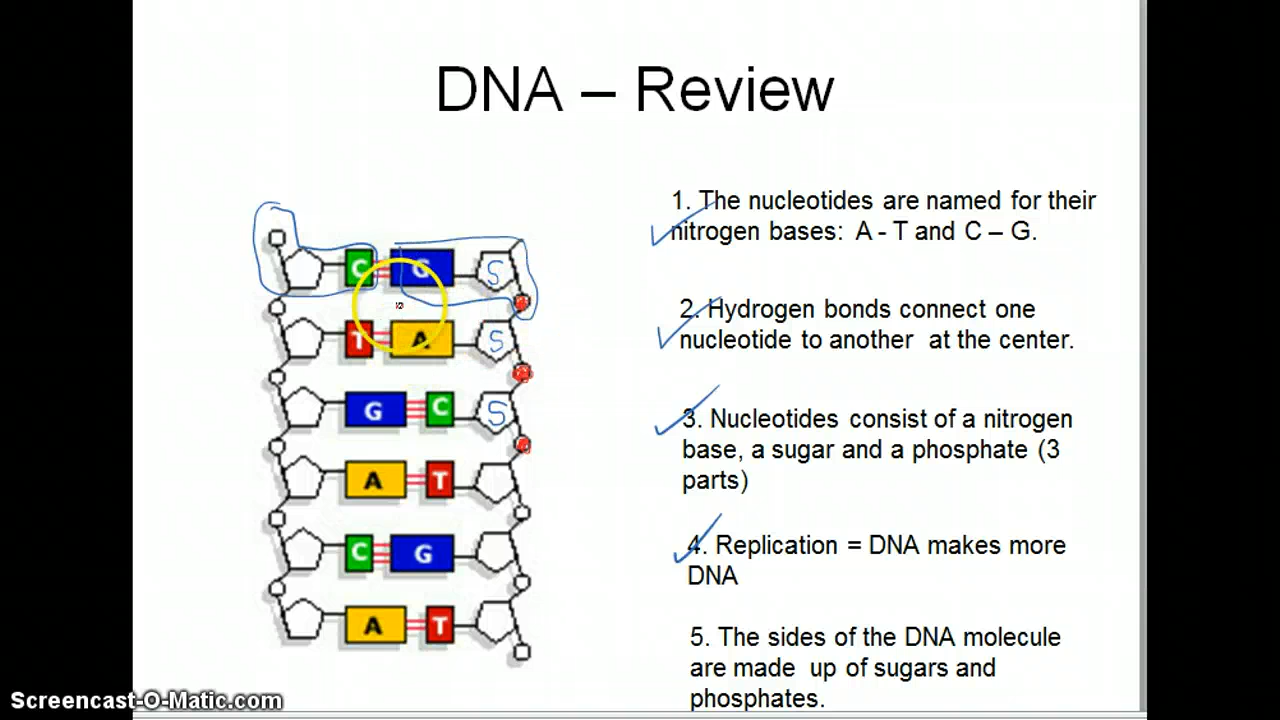 DNA – Review
1. The nucleotides are named for their
nitrogen bases: A - T and C – G.
2. Hydrogen bonds connect one
nucleotide to another at the center.
3. Nucleotides consist of a nitrogen
base, a sugar and a phosphate (3
parts)
4. Replication = DNA makes more
DNA
5. The sides of the DNA molecule
are made up of sugars and
phosphates.
C G S
T A S
G C S
A T
C G
A T
Screencast-O-Matic.com